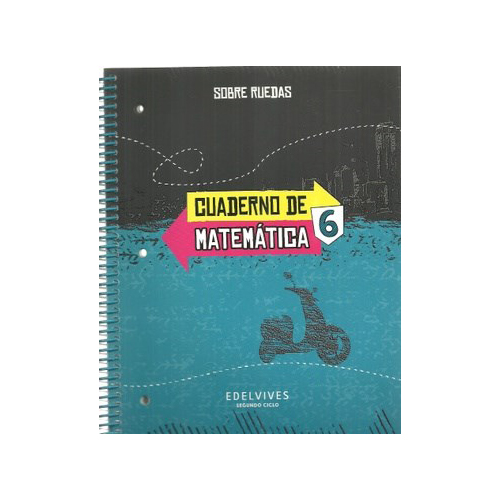 SOBRE RUEDAS
CUADERNO DE
MATEMÁTICA 6
EDELVIVES
SEGUNDO CICLO